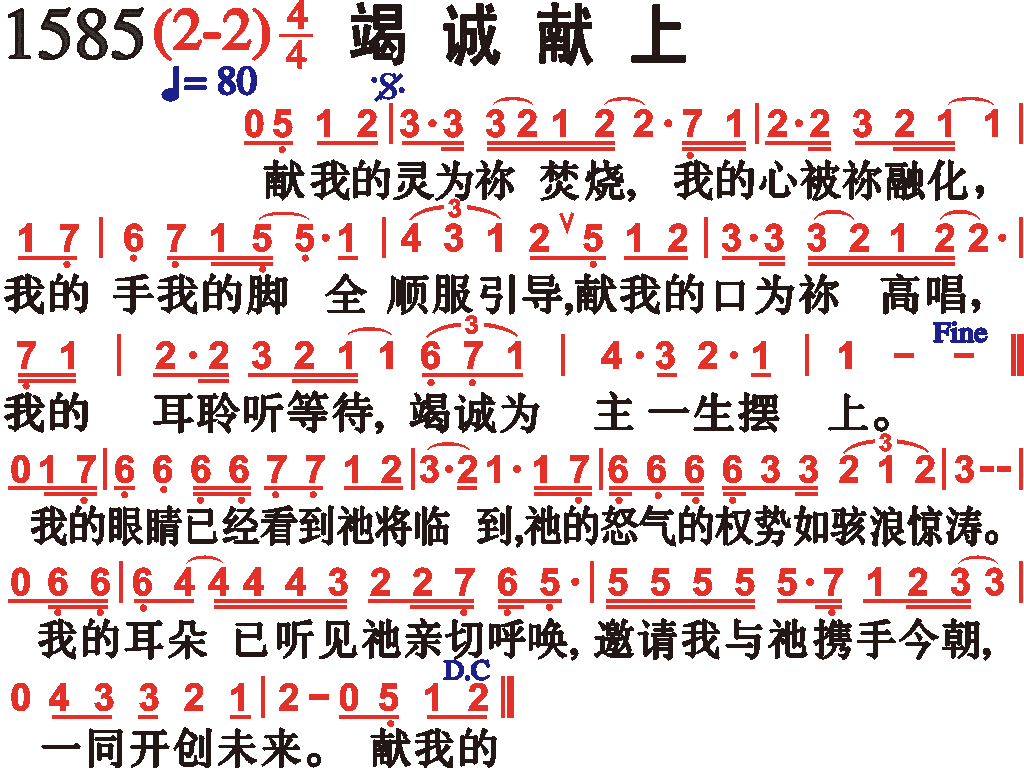 1585 (2-2) 4/4 竭 诚 献 上
♩= 80 𝄋
0 5 1 2 | 3 · 3 3 2 1 2 2 · 7 1 | 2 · 2 3 2 1 1 |
献我的灵为祢 焚烧, 我的心被祢融化,
1 7 | 6 7 1 5 5 · 1 | 3 4 3 1 2 ∨ 5 1 2 | 3 · 3 3 2 1 2 2 ·
我的 手我的脚 全 顺服引导,献我的口为祢 高唱,
Fine
7 1 | 2 · 2 3 2 1 1 3 6 7 1 | 4 · 3 2 · 1 | 1 – –
我的 耳聆听等待, 竭诚为 主 一生摆 上。
0 1 7 | 6 6 6 6 7 7 1 2 | 3 · 2 1 · 1 7 | 6 6 6 6 3 3 3 2 1 2 | 3 - - |
我的眼睛已经看到祂将临 到,祂的怒气的权势如骇浪惊涛。
0 6 6 | 6 4 4 4 4 3 2 2 7 6 5 · | 5 5 5 5 5 · 7 1 2 3 3 |
我的耳朵 已听见祂亲切呼唤, 邀请我与祂携手今朝,
D.C
0 4 3 3 2 1 | 2 – 0 5 1 2
一同开创未来。 献我的